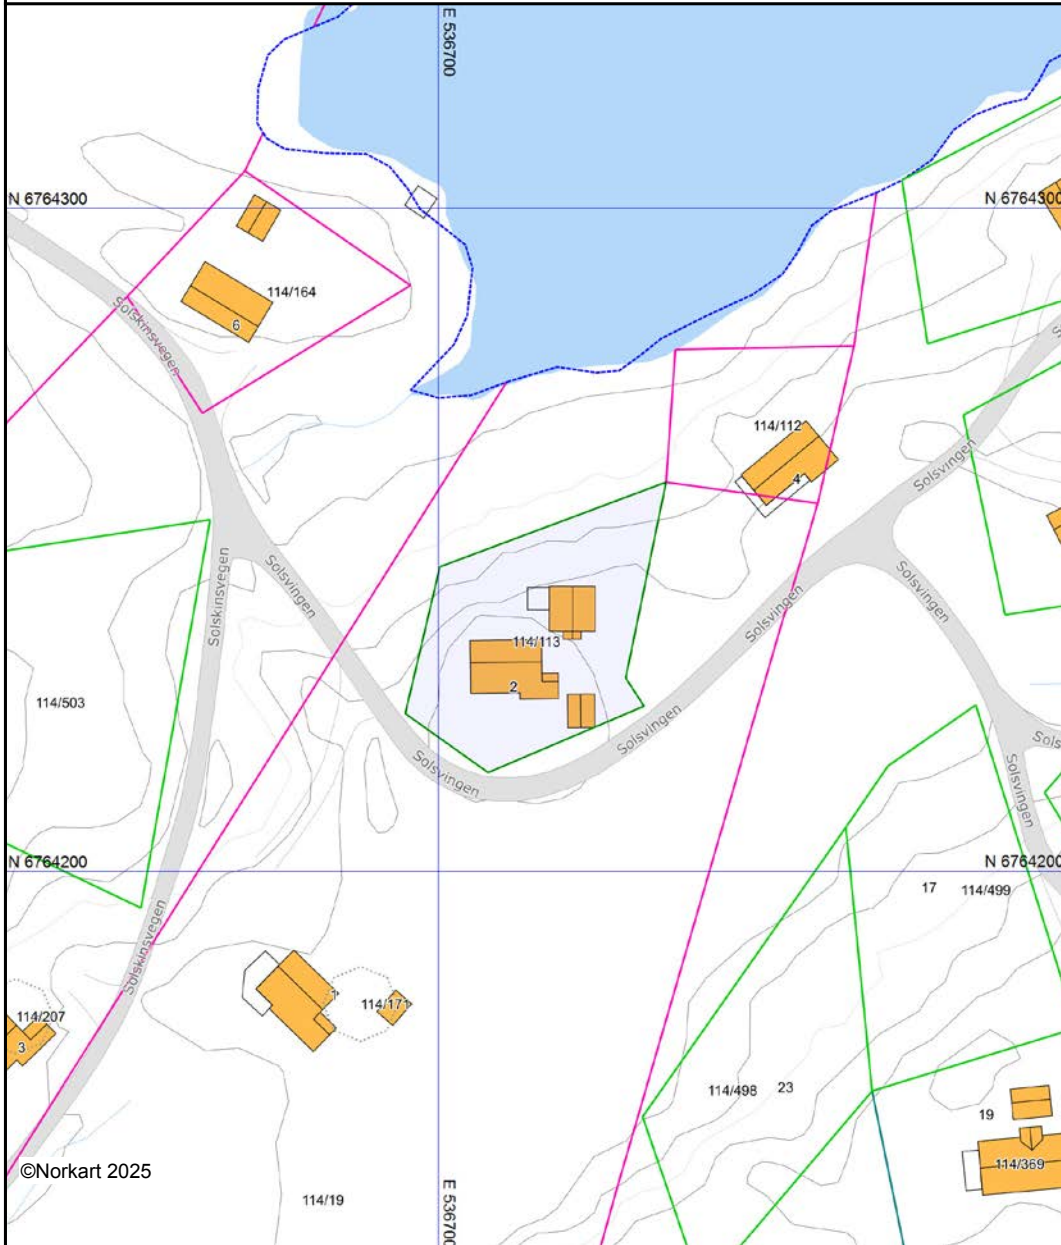 E 536700
N 6764300
N 6764300
114/164
6
Solskinsvegen
114/112
4
Solsvingen
Solskinsvegen
Solsvingen
Solsvingen
Solsvingen
114/113
2
114/503
Solsvingen
Solsvingen
Sols
Solsvingen
N 6764200
N 6764200
17
114/499
Solskinsvegen
114/207
3
114/171
114/498
23
19
114/369
©Norkart 2025
114/19
E 536700